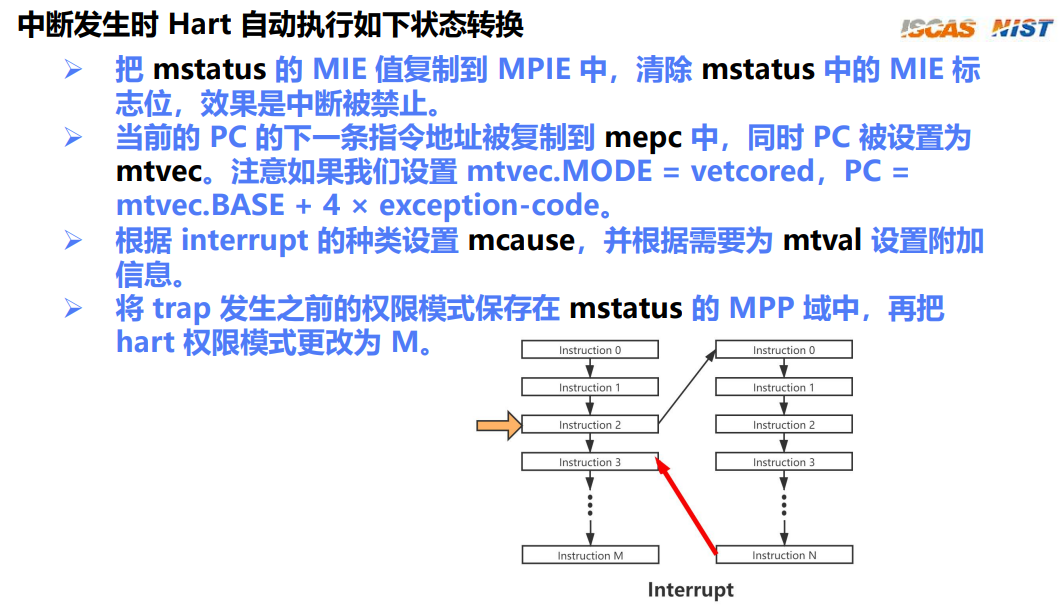 中断发生时 Hart 自动执行如下状态转换
ISCAS NIST
把 mstatus 的 MIE 值复制到 MPIE 中，清除 mstatus 中的 MIE 标
志位，效果是中断被禁止。
当前的 PC 的下一条指令地址被复制到 mepc 中，同时 PC 被设置为
mtvec。注意如果我们设置 mtvec.MODE = vetcored，PC =
mtvec.BASE + 4 × exception-code。
根据 interrupt 的种类设置 mcause，并根据需要为 mtval 设置附加
信息。
将 trap 发生之前的权限模式保存在 mstatus 的 MPP 域中，再把
hart 权限模式更改为 M。
Instruction 0
Instruction 1
Instruction 2
Instruction 3
Instruction M
Instruction 0
Instruction 1
Instruction 2
Instruction 3
Instruction N
Interrupt